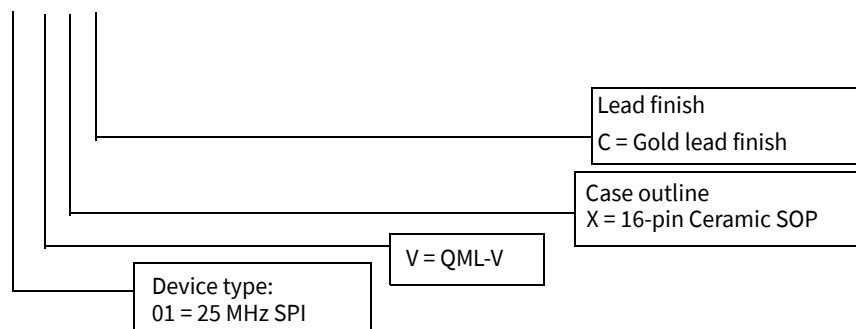 Lead finish
C = Gold lead finish
Case outline
X = 16-pin Ceramic SOP
V = QML-V
Device type:
01 = 25 MHz SPI